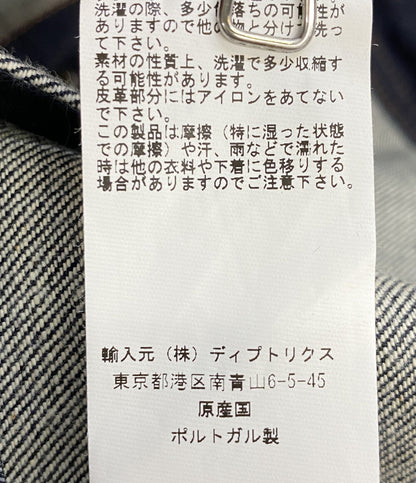 洗濯の際、多少色落ちの可能性が
ありますので他の物と分けて洗っ
て下さい。
素材の性質上、洗濯で多少収縮す
る可能性があります。
皮革部分にはアイロンをあてない
で下さい。
この製品は摩擦（特に湿った状態
での摩擦）や汗、雨などで濡れた
時は他の衣料や下着に色移りする
場合がありますのでご注意下さい。
輸入元（株）ディプトリクス
東京都港区南青山6-5-45
原産国
ポルトガル製